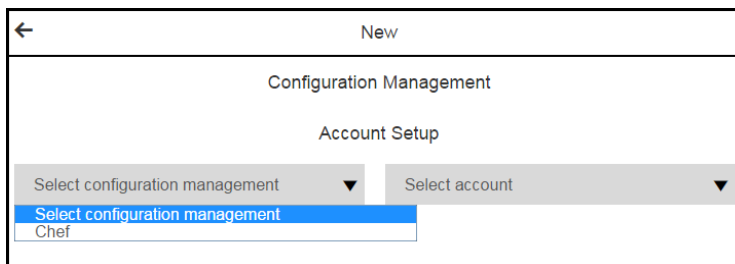 New
Configuration Management
Account Setup
Select configuration management
Select account
Select configuration management
Chef